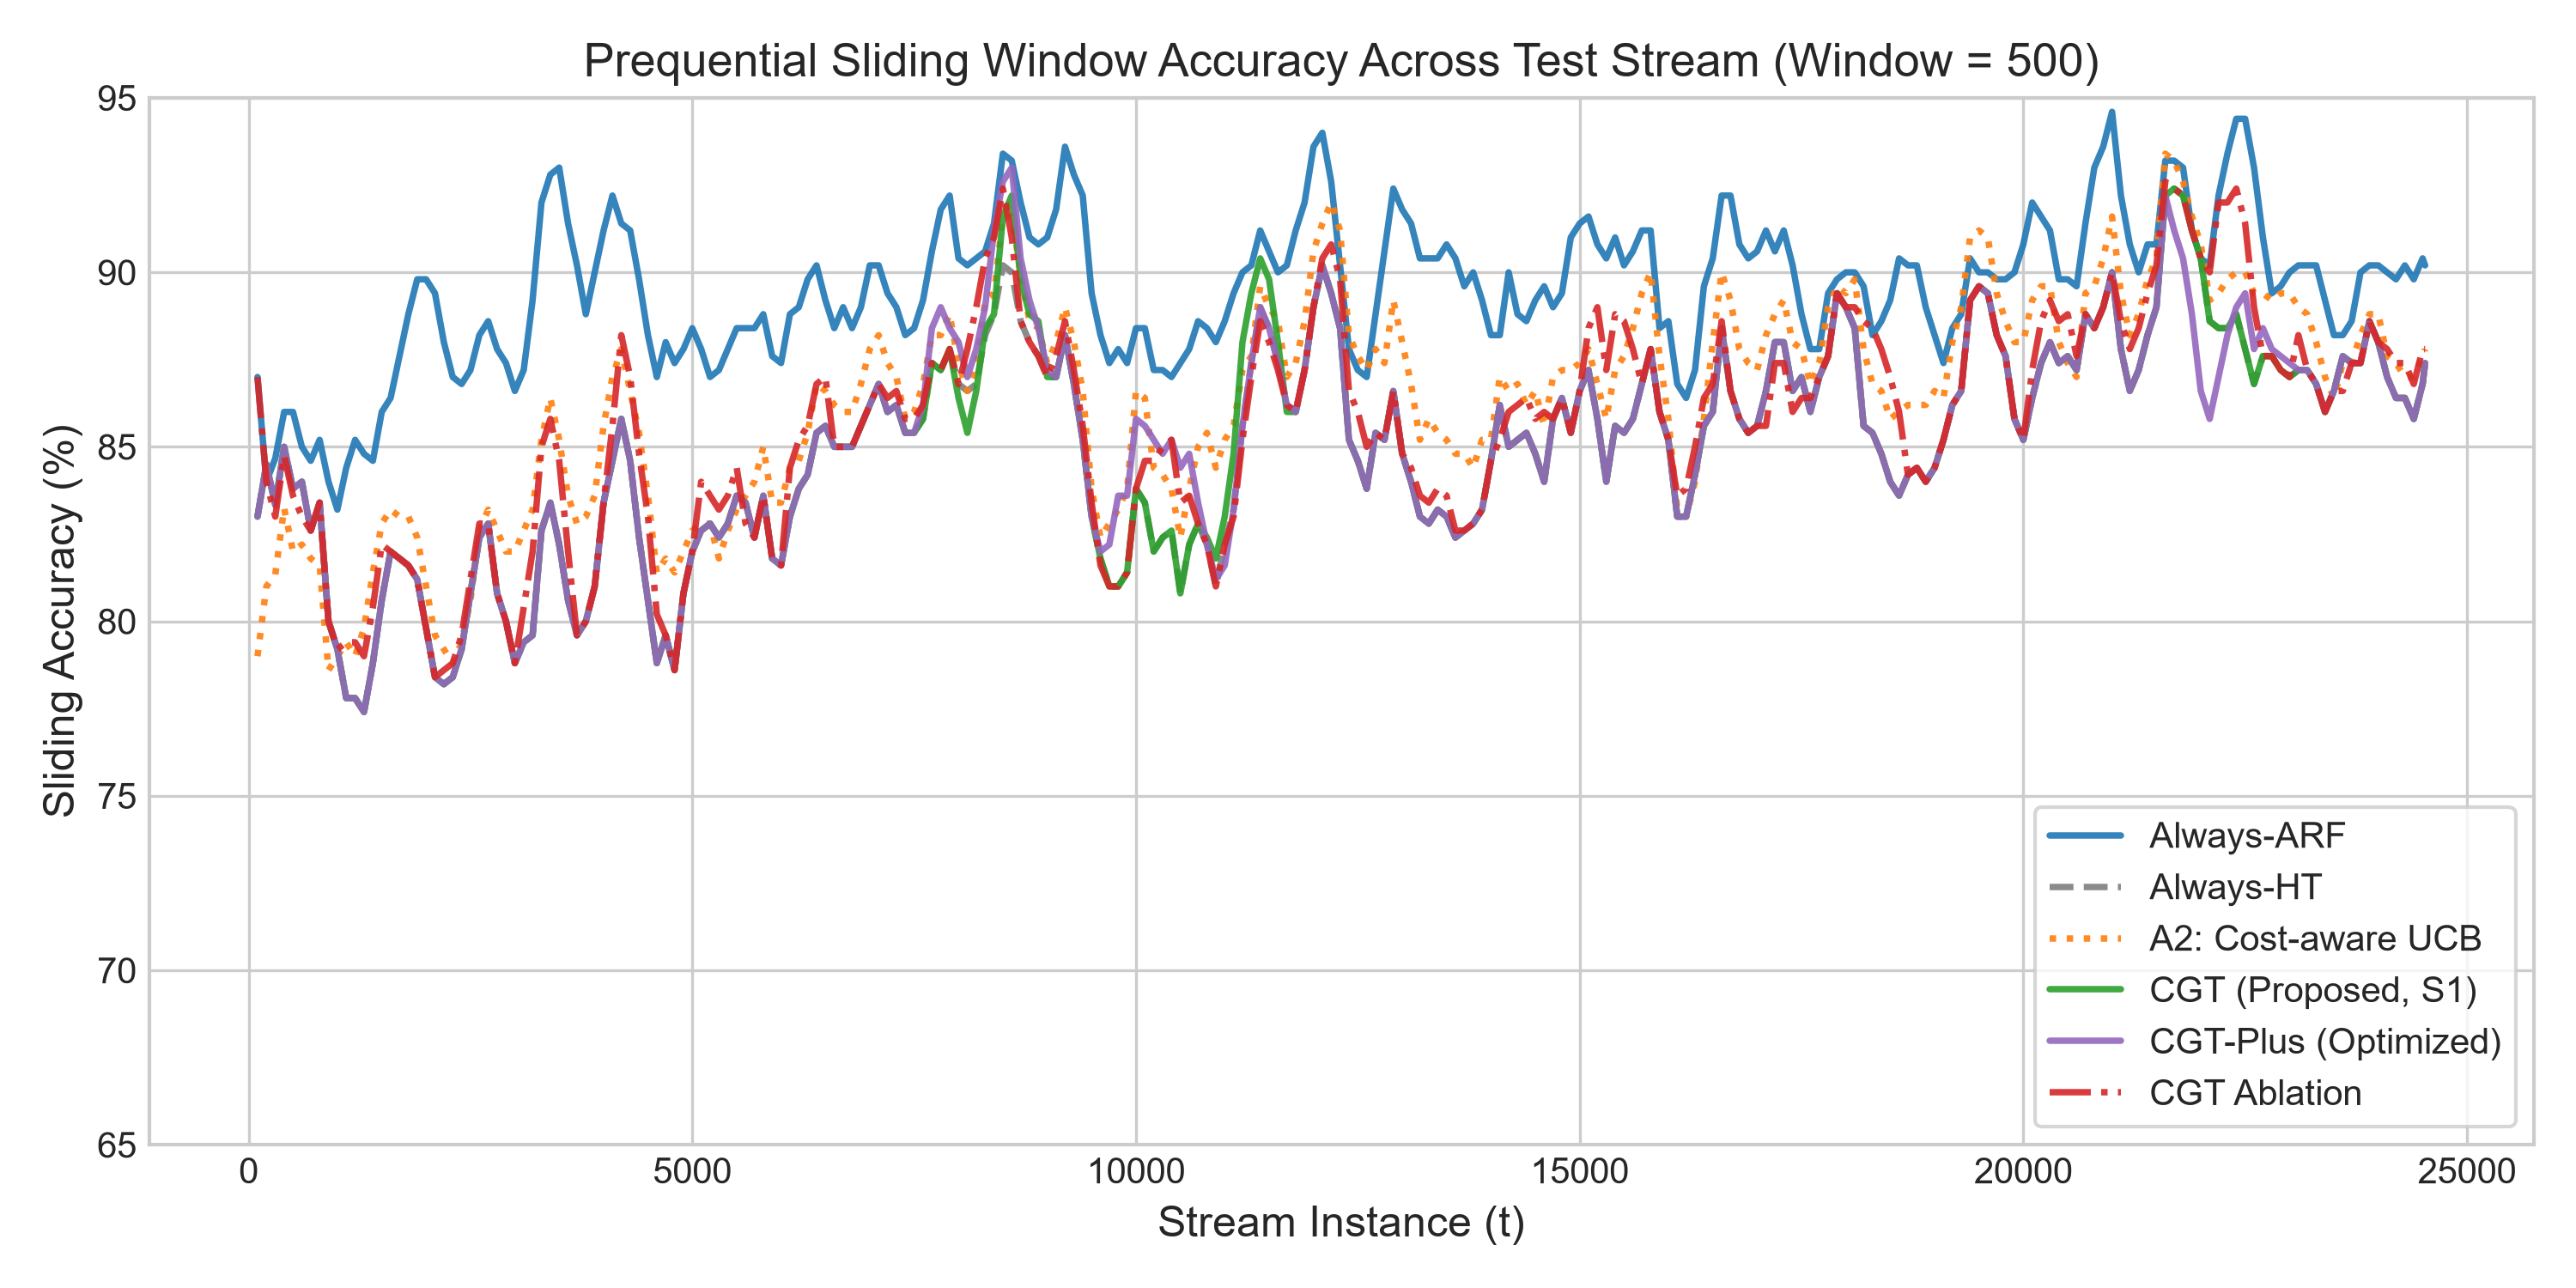 Prequential Sliding Window Accuracy Across Test Stream (Window = 500)
Sliding Accuracy (%)
95
90
85
80
75
70
65
0
5000
10000
15000
20000
25000
Stream Instance (t)
Always-ARF
Always-HT
A2: Cost-aware UCB
CGT (Proposed, S1)
CGT-Plus (Optimized)
CGT Ablation